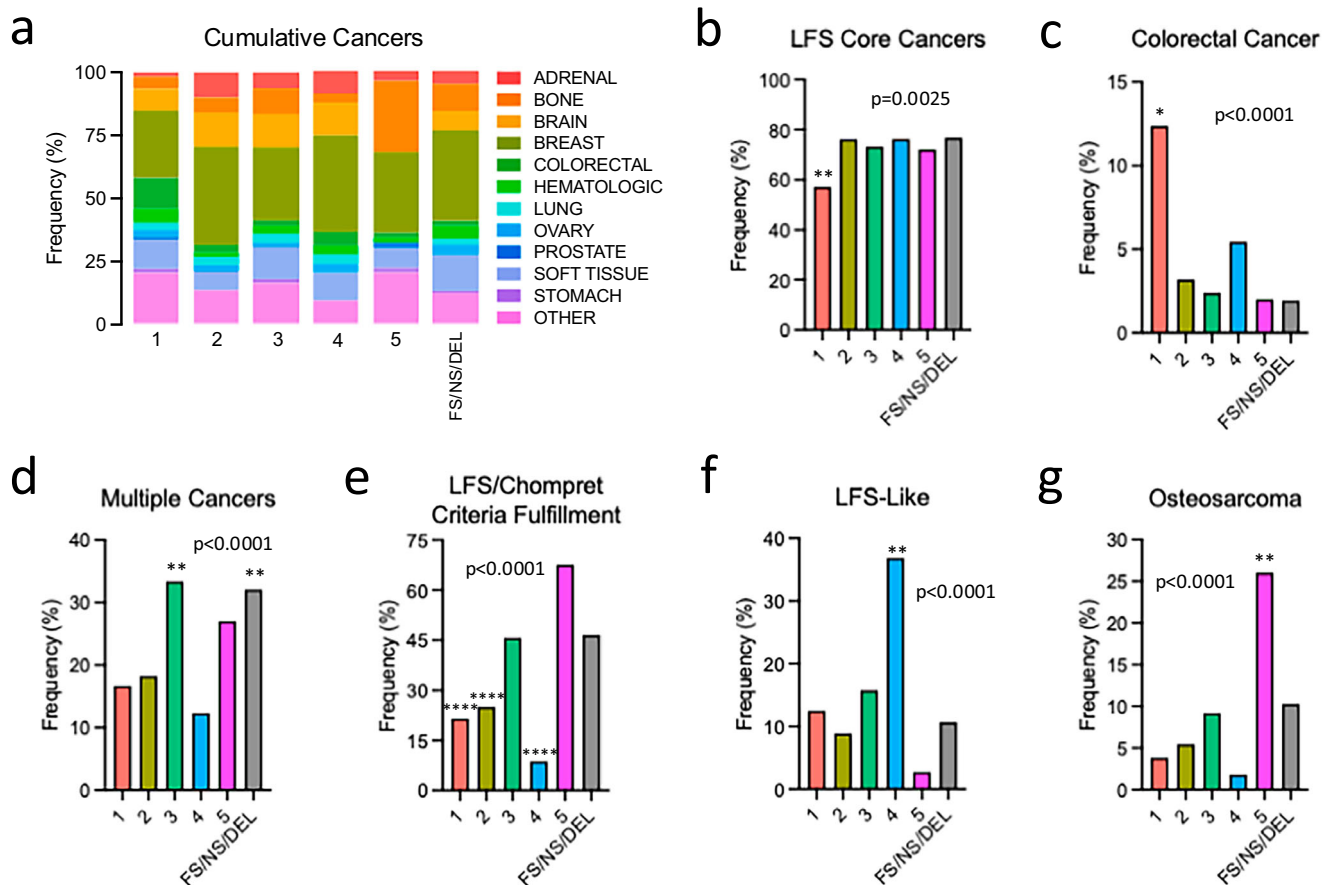 a
Cumulative Cancers
Frequency (%)
100
75
50
25
0
1
2
3
4
5
FS/NS/DEL
ADRENAL
BONE
BRAIN
BREAST
COLORECTAL
HEMATOLOGIC
LUNG
OVARY
PROSTATE
SOFT TISSUE
STOMACH
OTHER
b
LFS Core Cancers
p=0.0025
Frequency (%)
100
80
60
40
20
0
**
1
2
3
4
5
FS/NS/DEL
c
Colorectal Cancer
p<0.0001
Frequency (%)
15
10
5
0
*
1
2
3
4
5
FS/NS/DEL
d
Multiple Cancers
p<0.0001
Frequency (%)
40
30
20
10
0
**
**
1
2
3
4
5
FS/NS/DEL
e
LFS/Chompret
Criteria Fulfillment
p<0.0001
Frequency (%)
75
60
45
30
15
0
****
****
****
1
2
3
4
5
FS/NS/DEL
f
LFS-Like
**
p<0.0001
Frequency (%)
40
30
20
10
0
1
2
3
4
5
FS/NS/DEL
g
Osteosarcoma
**
p<0.0001
Frequency (%)
30
25
20
15
10
5
0
1
2
3
4
5
FS/NS/DEL